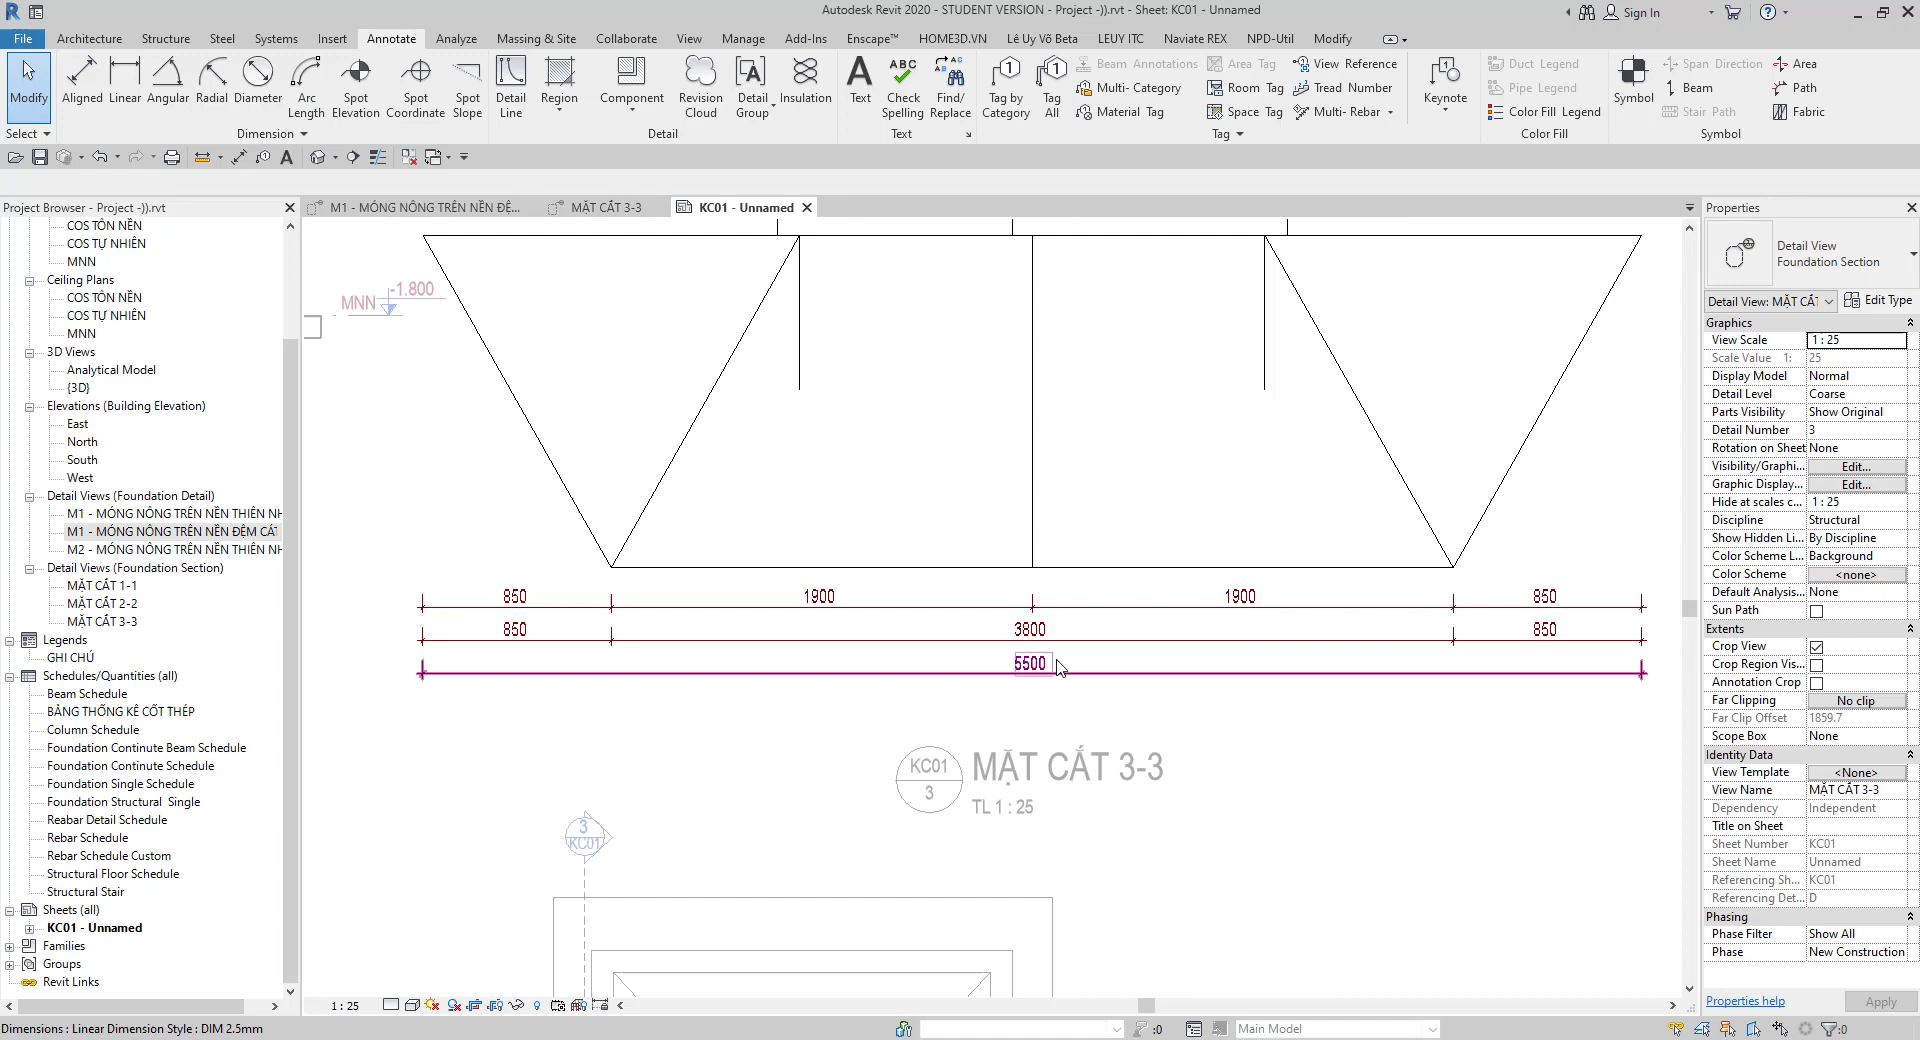 Autodesk Revit 2020 - STUDENT VERSION - Project -)).rvt - Sheet: KC01 - Unnamed
Sign In
File Architecture Structure Steel Systems Insert Annotate Analyze Massing & Site Collaborate View Manage Add-Ins Enscape™ HOME3D.VN Lê Uy Võ Beta LEUY ITC Naviate REX NPD-Util Modify
Modify Aligned Linear Angular Radial Diameter Arc Length Spot Elevation Spot Coordinate Spot Slope Detail Line Region Component Revision Cloud Detail Group Insulation Text Check Spelling Find/ Replace Tag by Category Tag All
Beam Annotations Area Tag View Reference
Multi- Category Room Tag Tread Number
Material Tag Space Tag Multi- Rebar
Keynote
Duct Legend
Pipe Legend
Color Fill Legend
Symbol
Span Direction Area
Beam Path
Stair Path Fabric
Select Dimension Detail Text Tag Color Fill Symbol
Project Browser - Project -)).rvt
COS TÔN NỀN
COS TỰ NHIÊN
MNN
Ceiling Plans
COS TÔN NỀN
COS TỰ NHIÊN
MNN
3D Views
Analytical Model
{3D}
Elevations (Building Elevation)
East
North
South
West
Detail Views (Foundation Detail)
M1 - MÓNG NÔNG TRÊN NỀN THIÊN NH
M1 - MÓNG NÔNG TRÊN NỀN ĐỆM CÁT
M2 - MÓNG NÔNG TRÊN NỀN THIÊN NH
Detail Views (Foundation Section)
MẶT CẮT 1-1
MẶT CẮT 2-2
MẶT CẮT 3-3
Legends
GHI CHÚ
Schedules/Quantities (all)
Beam Schedule
BẢNG THỐNG KÊ CỐT THÉP
Column Schedule
Foundation Continute Beam Schedule
Foundation Continute Schedule
Foundation Single Schedule
Foundation Structural Single
Reabar Detail Schedule
Rebar Schedule
Rebar Schedule Custom
Structural Floor Schedule
Structural Stair
Sheets (all)
KC01 - Unnamed
Families
Groups
Revit Links
M1 - MÓNG NÔNG TRÊN NỀN ĐỆ... MẶT CẮT 3-3 KC01 - Unnamed
MNN -1.800
850 1900 1900 850
850 3800 850
5500
KC01
3
MẶT CẮT 3-3
TL 1 : 25
3
KC01
1 : 25
Properties
Detail View
Foundation Section
Detail View: MẶT CẮT Edit Type
Graphics
View Scale 1 : 25
Scale Value 1: 25
Display Model Normal
Detail Level Coarse
Parts Visibility Show Original
Detail Number 3
Rotation on Sheet None
Visibility/Graphi... Edit...
Graphic Display... Edit...
Hide at scales c... 1 : 25
Discipline Structural
Show Hidden Li... By Discipline
Color Scheme L... Background
Color Scheme <none>
Default Analysis... None
Sun Path
Extents
Crop View
Crop Region Vis...
Annotation Crop
Far Clipping No clip
Far Clip Offset 1859.7
Scope Box None
Identity Data
View Template <None>
View Name MẶT CẮT 3-3
Dependency Independent
Title on Sheet
Sheet Number KC01
Sheet Name Unnamed
Referencing Sh... KC01
Referencing Det... D
Phasing
Phase Filter Show All
Phase New Construction
Properties help Apply
Dimensions : Linear Dimension Style : DIM 2.5mm :0 Main Model :0